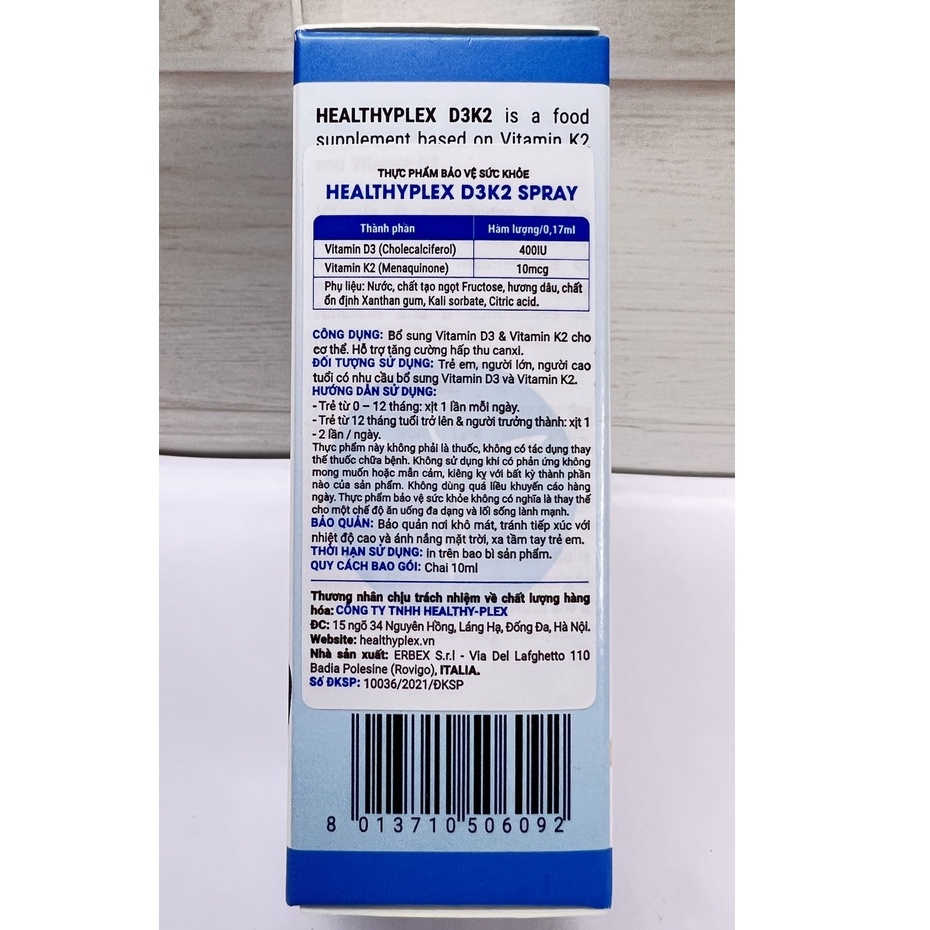 HEALTHYPLEX D3K2 is a food
supplement based on Vitamin K2
THỰC PHẨM BẢO VỆ SỨC KHỎE
HEALTHYPLEX D3K2 SPRAY
Thành phần Hàm lượng/0,17ml
Vitamin D3 (Cholecalciferol) 400IU
Vitamin K2 (Menaquinone) 10mcg
Phụ liệu: Nước, chất tạo ngọt Fructose, hương dâu, chất
ổn định Xanthan gum, Kali sorbate, Citric acid.
CÔNG DỤNG: Bổ sung Vitamin D3 & Vitamin K2 cho
cơ thể. Hỗ trợ tăng cường hấp thu canxi.
ĐỐI TƯỢNG SỬ DỤNG: Trẻ em, người lớn, người cao
tuổi có nhu cầu bổ sung Vitamin D3 và Vitamin K2.
HƯỚNG DẪN SỬ DỤNG:
- Trẻ từ 0 – 12 tháng: xịt 1 lần mỗi ngày.
- Trẻ từ 12 tháng tuổi trở lên & người trưởng thành: xịt 1
- 2 lần / ngày.
Thực phẩm này không phải là thuốc, không có tác dụng thay
thế thuốc chữa bệnh. Không sử dụng khi có phản ứng không
mong muốn hoặc mẫn cảm, kiêng kỵ với bất kỳ thành phần
nào của sản phẩm. Không dùng quá liều khuyến cáo hàng
ngày. Thực phẩm bảo vệ sức khỏe không có nghĩa là thay thế
cho một chế độ ăn uống đa dạng và lối sống lành mạnh.
BẢO QUẢN: Bảo quản nơi khô mát, tránh tiếp xúc với
nhiệt độ cao và ánh nắng mặt trời, xa tầm tay trẻ em.
THỜI HẠN SỬ DỤNG: in trên bao bì sản phẩm.
QUY CÁCH BAO GÓI: Chai 10ml
Thương nhân chịu trách nhiệm về chất lượng hàng
hóa: CÔNG TY TNHH HEALTHY-PLEX
ĐC: 15 ngõ 34 Nguyên Hồng, Láng Hạ, Đống Đa, Hà Nội.
Website: healthyplex.vn
Nhà sản xuất: ERBEX S.r.l - Via Del Lafghetto 110
Badia Polesine (Rovigo), ITALIA.
Số ĐKSP: 10036/2021/ĐKSP
8 013710 506092